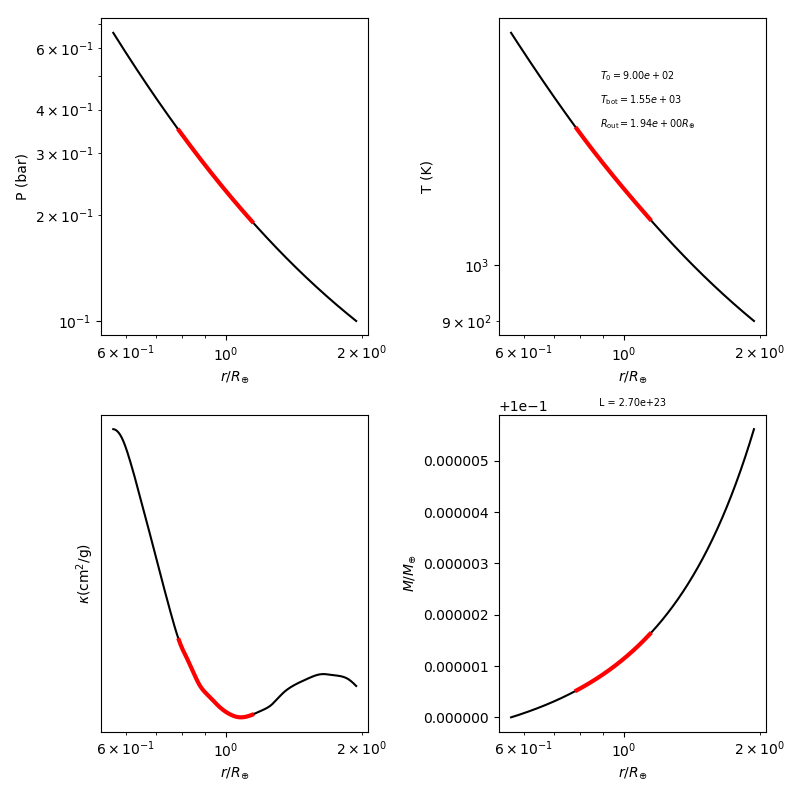 6 × 10⁻¹
4 × 10⁻¹
3 × 10⁻¹
2 × 10⁻¹
10⁻¹
P (bar)
6 × 10⁻¹
10⁰
2 × 10⁰
r/R⊕
T₀ = 9.00e + 02
T_bot = 1.55e + 03
R_out = 1.94e + 00R⊕
T (K)
10³
9 × 10²
6 × 10⁻¹
10⁰
2 × 10⁰
r/R⊕
κ(cm²/g)
6 × 10⁻¹
10⁰
2 × 10⁰
r/R⊕
L = 2.70e+23
+1e−1
0.000005
0.000004
0.000003
0.000002
0.000001
0.000000
M/M⊕
6 × 10⁻¹
10⁰
2 × 10⁰
r/R⊕